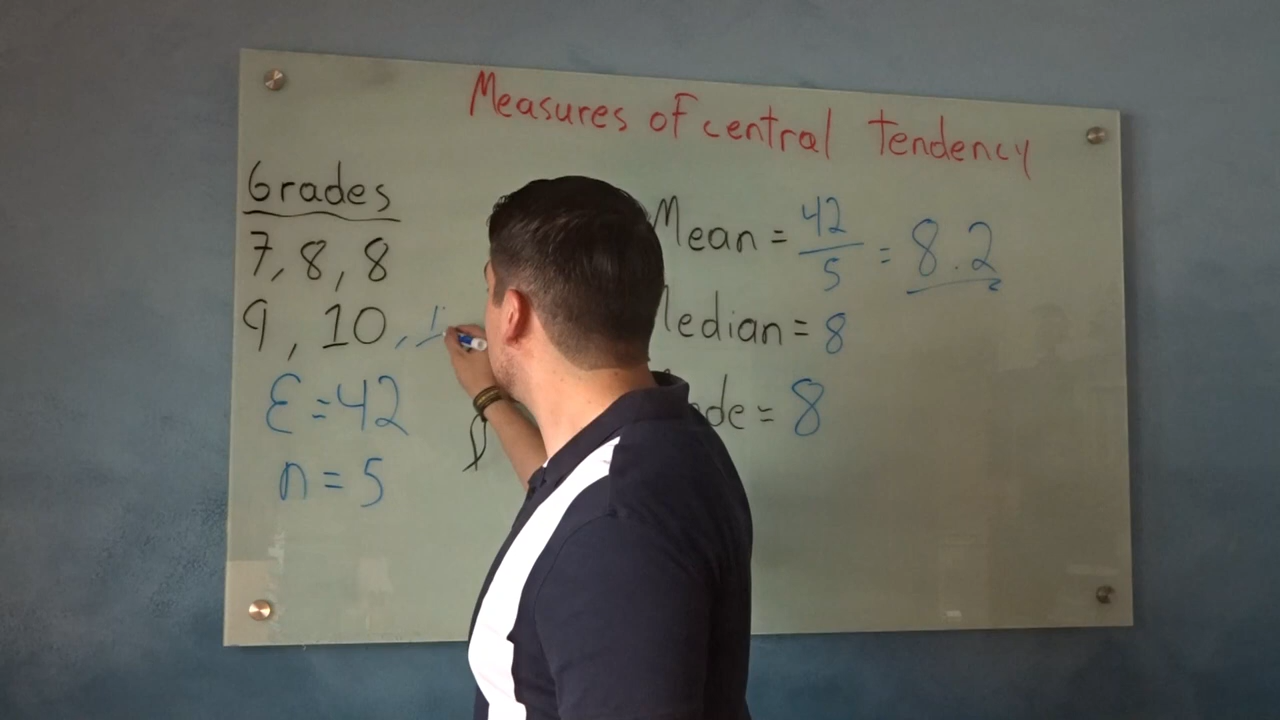 Measures of central tendency
Grades
7, 8, 8
9, 10,
Ɛ = 42
n = 5
Mean = 42/5 = 8.2
Median = 8
Mode = 8